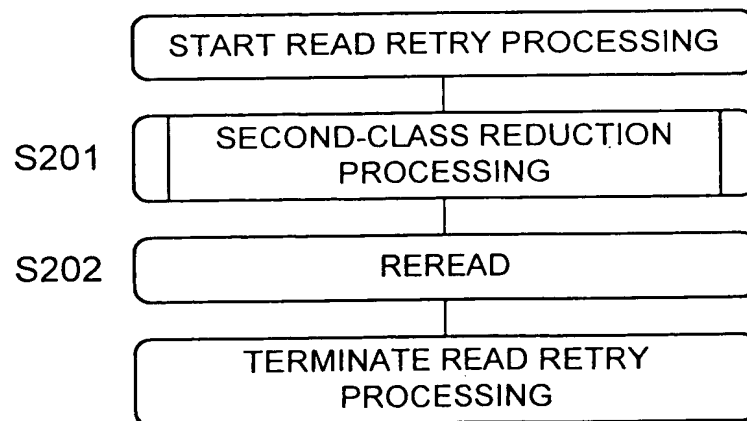 START READ RETRY PROCESSING
S201
SECOND-CLASS REDUCTION
PROCESSING
S202
REREAD
TERMINATE READ RETRY
PROCESSING